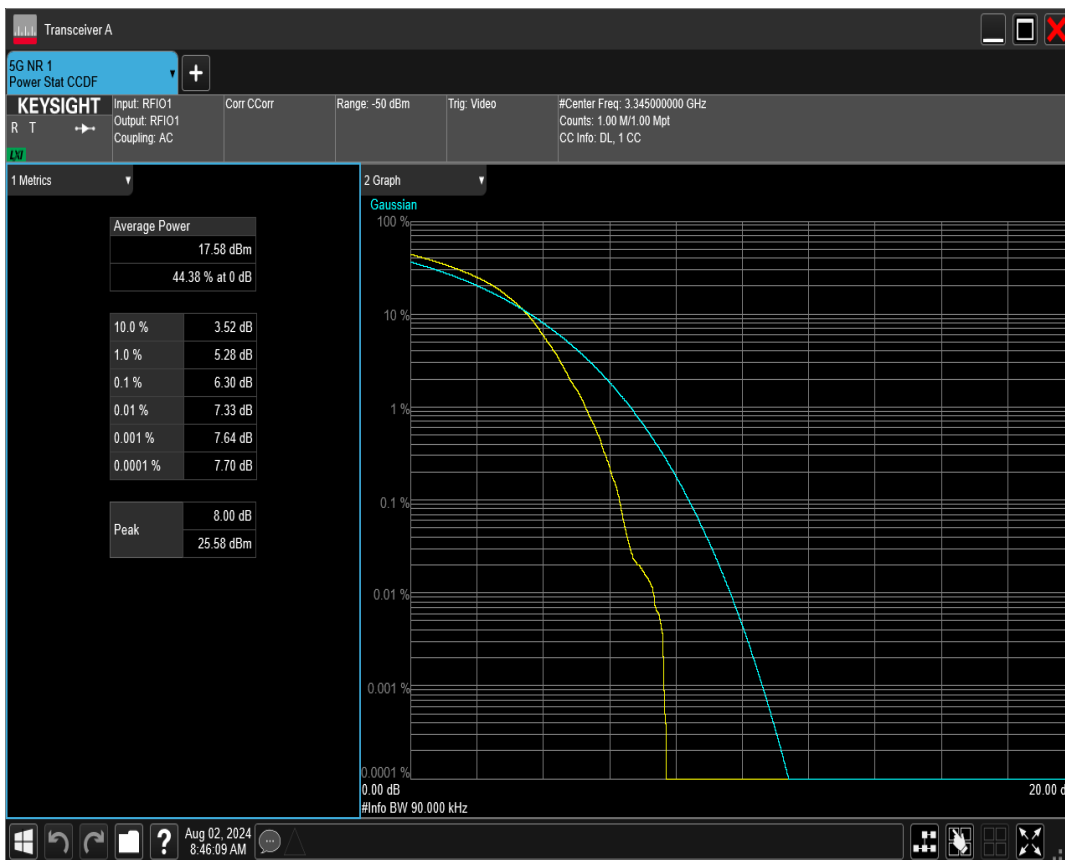 Transceiver A
5G NR 1
Power Stat CCDF
+
KEYSIGHT
R T
LXI
Input: RFIO1
Output: RFIO1
Coupling: AC
Corr CCorr
Range: -50 dBm
Trig: Video
#Center Freq: 3.345000000 GHz
Counts: 1.00 M/1.00 Mpt
CC Info: DL, 1 CC
1 Metrics
Average Power
17.58 dBm
44.38 % at 0 dB
10.0 % 3.52 dB
1.0 % 5.28 dB
0.1 % 6.30 dB
0.01 % 7.33 dB
0.001 % 7.64 dB
0.0001 % 7.70 dB
Peak
8.00 dB
25.58 dBm
2 Graph
Gaussian
100 %
10 %
1 %
0.1 %
0.01 %
0.001 %
0.0001 %
0.00 dB
20.00 d
#Info BW 90.000 kHz
?
Aug 02, 2024
8:46:09 AM